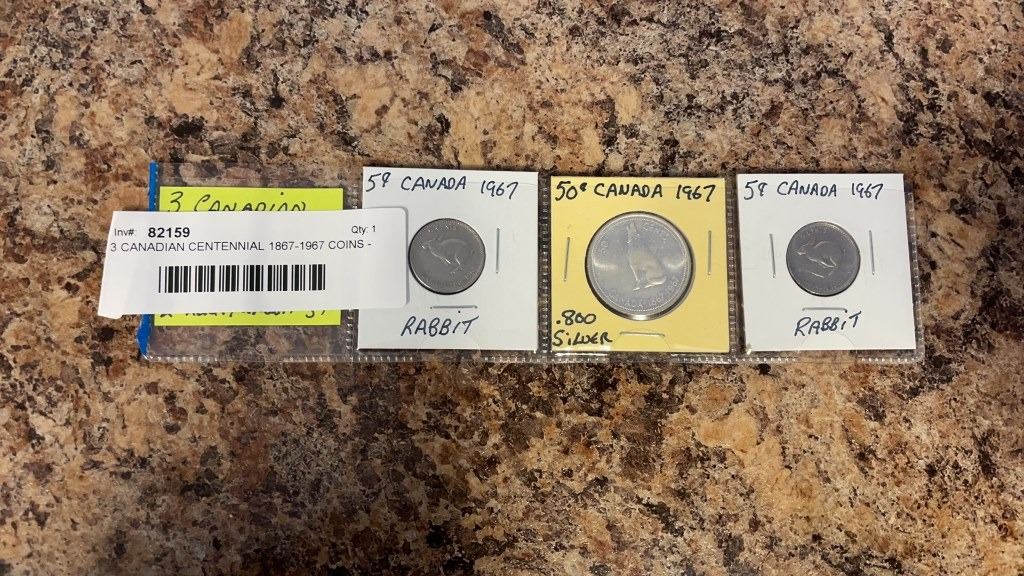 3 CANADIAN
Inv#: 82159 Qty: 1
3 CANADIAN CENTENNIAL 1867-1967 COINS -
5¢ CANADA 1967
RABBIT
50¢ CANADA 1967
.800
SILVER
5¢ CANADA 1967
RABBIT